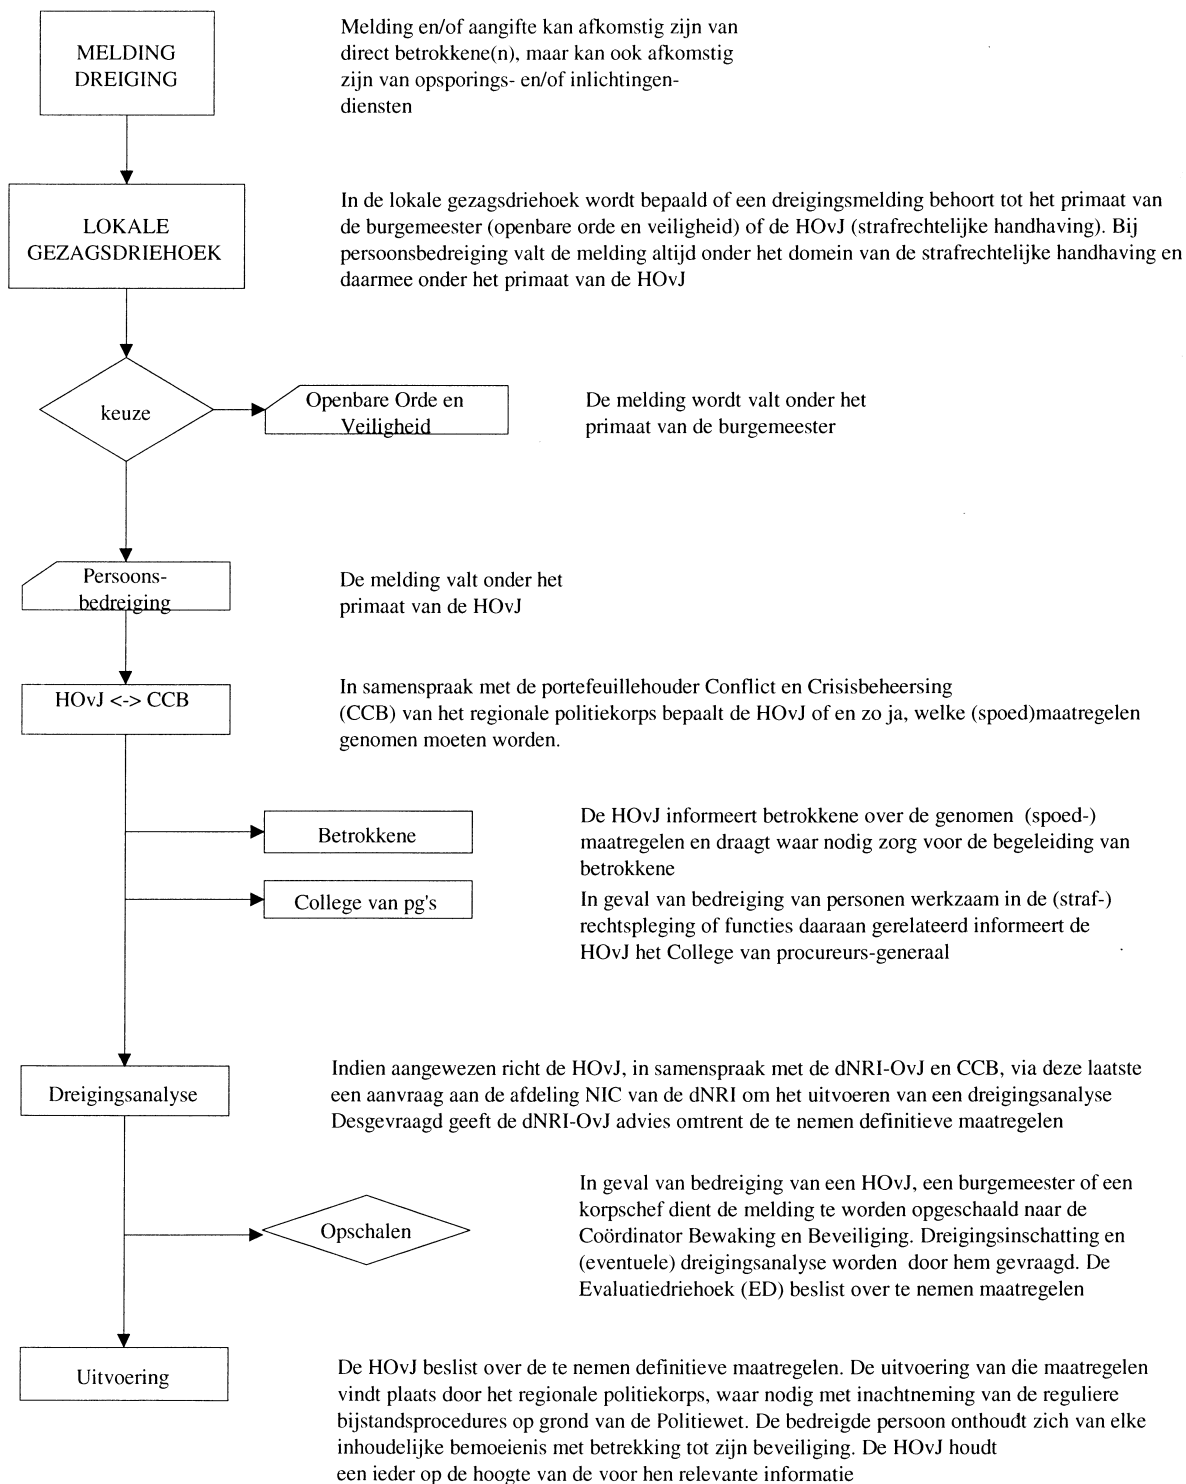 MELDING
DREIGING
Melding en/of aangifte kan afkomstig zijn van
direct betrokkene(n), maar kan ook afkomstig
zijn van opsporings- en/of inlichtingen-
diensten
LOKALE
GEZAGSDRIEHOEK
In de lokale gezagsdriehoek wordt bepaald of een dreigingsmelding behoort tot het primaat van
de burgemeester (openbare orde en veiligheid) of de HOvJ (strafrechtelijke handhaving). Bij
persoonsbedreiging valt de melding altijd onder het domein van de strafrechtelijke handhaving en
daarmee onder het primaat van de HOvJ
keuze
Openbare Orde en
Veiligheid
De melding wordt valt onder het
primaat van de burgemeester
Persoons-
bedreiging
De melding valt onder het
primaat van de HOvJ
HOvJ <-> CCB
In samenspraak met de portefeuillehouder Conflict en Crisisbeheersing
(CCB) van het regionale politiekorps bepaalt de HOvJ of en zo ja, welke (spoed)maatregelen
genomen moeten worden.
Betrokkene
De HOvJ informeert betrokkene over de genomen (spoed-)
maatregelen en draagt waar nodig zorg voor de begeleiding van
betrokkene
College van pg's
In geval van bedreiging van personen werkzaam in de (straf-)
rechtspleging of functies daaraan gerelateerd informeert de
HOvJ het College van procureurs-generaal
Dreigingsanalyse
Indien aangewezen richt de HOvJ, in samenspraak met de dNRI-OvJ en CCB, via deze laatste
een aanvraag aan de afdeling NIC van de dNRI om het uitvoeren van een dreigingsanalyse
Desgevraagd geeft de dNRI-OvJ advies omtrent de te nemen definitieve maatregelen
Opschalen
In geval van bedreiging van een HOvJ, een burgemeester of een
korpschef dient de melding te worden opgeschaald naar de
Coördinator Bewaking en Beveiliging. Dreigingsinschatting en
(eventuele) dreigingsanalyse worden door hem gevraagd. De
Evaluatiedriehoek (ED) beslist over te nemen maatregelen
Uitvoering
De HOvJ beslist over de te nemen definitieve maatregelen. De uitvoering van die maatregelen
vindt plaats door het regionale politiekorps, waar nodig met inachtneming van de reguliere
bijstandsprocedures op grond van de Politiewet. De bedreigde persoon onthoudt zich van elke
inhoudelijke bemoeienis met betrekking tot zijn beveiliging. De HOvJ houdt
een ieder op de hoogte van de voor hen relevante informatie